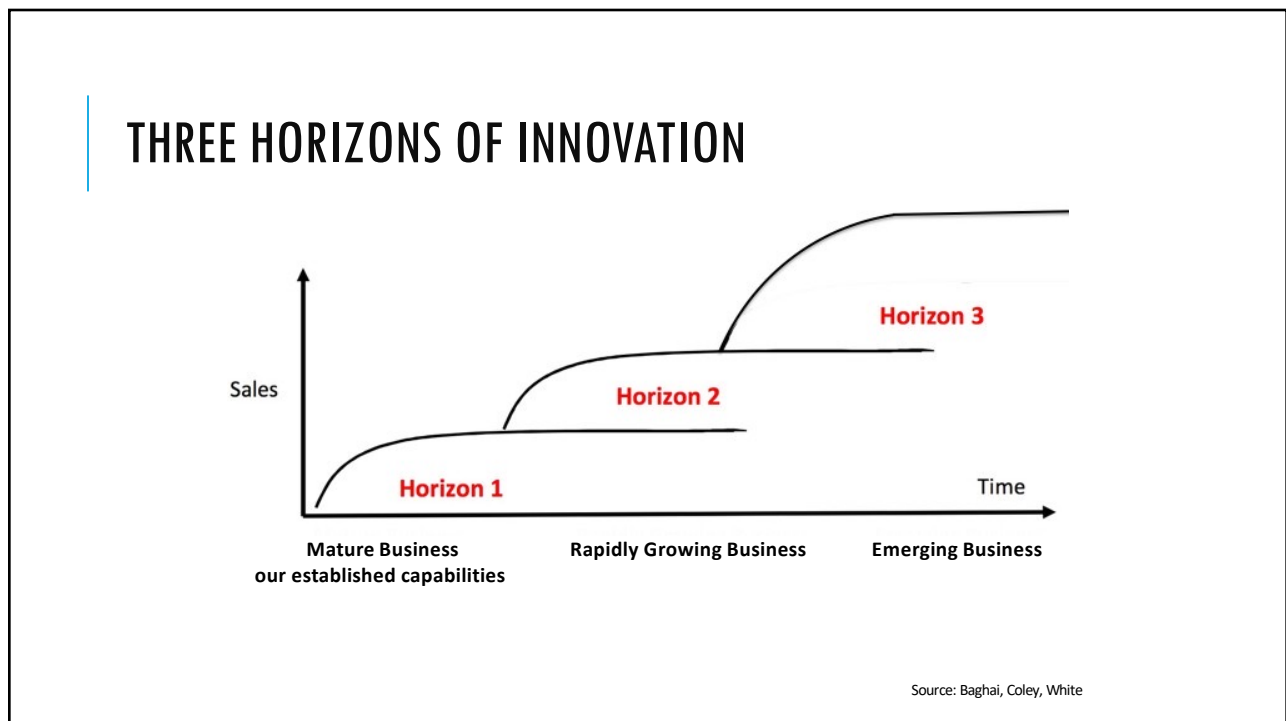 THREE HORIZONS OF INNOVATION
Horizon 3
Sales
Horizon 2
Horizon 1
Time
Mature Business
our established capabilities
Rapidly Growing Business
Emerging Business
Source: Baghai, Coley, White